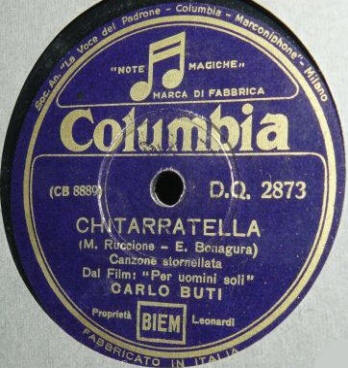 Soc. An. "La Voce del Padrone - Columbia - Marconiphone" - Milano
"NOTE MAGICHE"
MARCA DI FABBRICA
Columbia
(CB 8889) D.Q. 2873
CHITARRATELLA
(M. Ruccione - E. Bonagura)
Canzone stornellata
Dal Film: "Per uomini soli"
CARLO BUTI
Proprietà BIEM Leonardi
FABBRICATO IN ITALIA